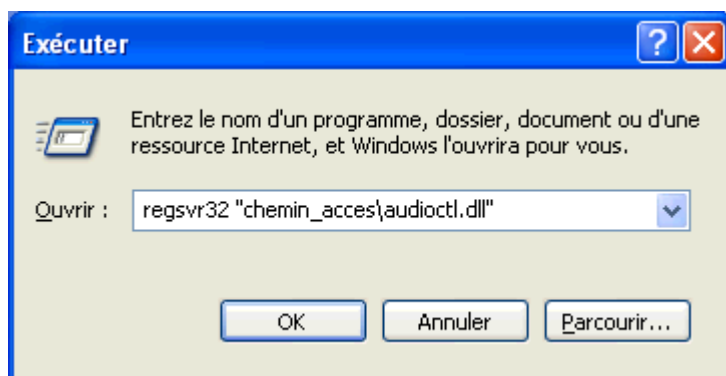 Exécuter
Entrez le nom d'un programme, dossier, document ou d'une
ressource Internet, et Windows l'ouvrira pour vous.
Ouvrir :
regsvr32 "chemin_acces\audioctl.dll"
OK
Annuler
Parcourir...